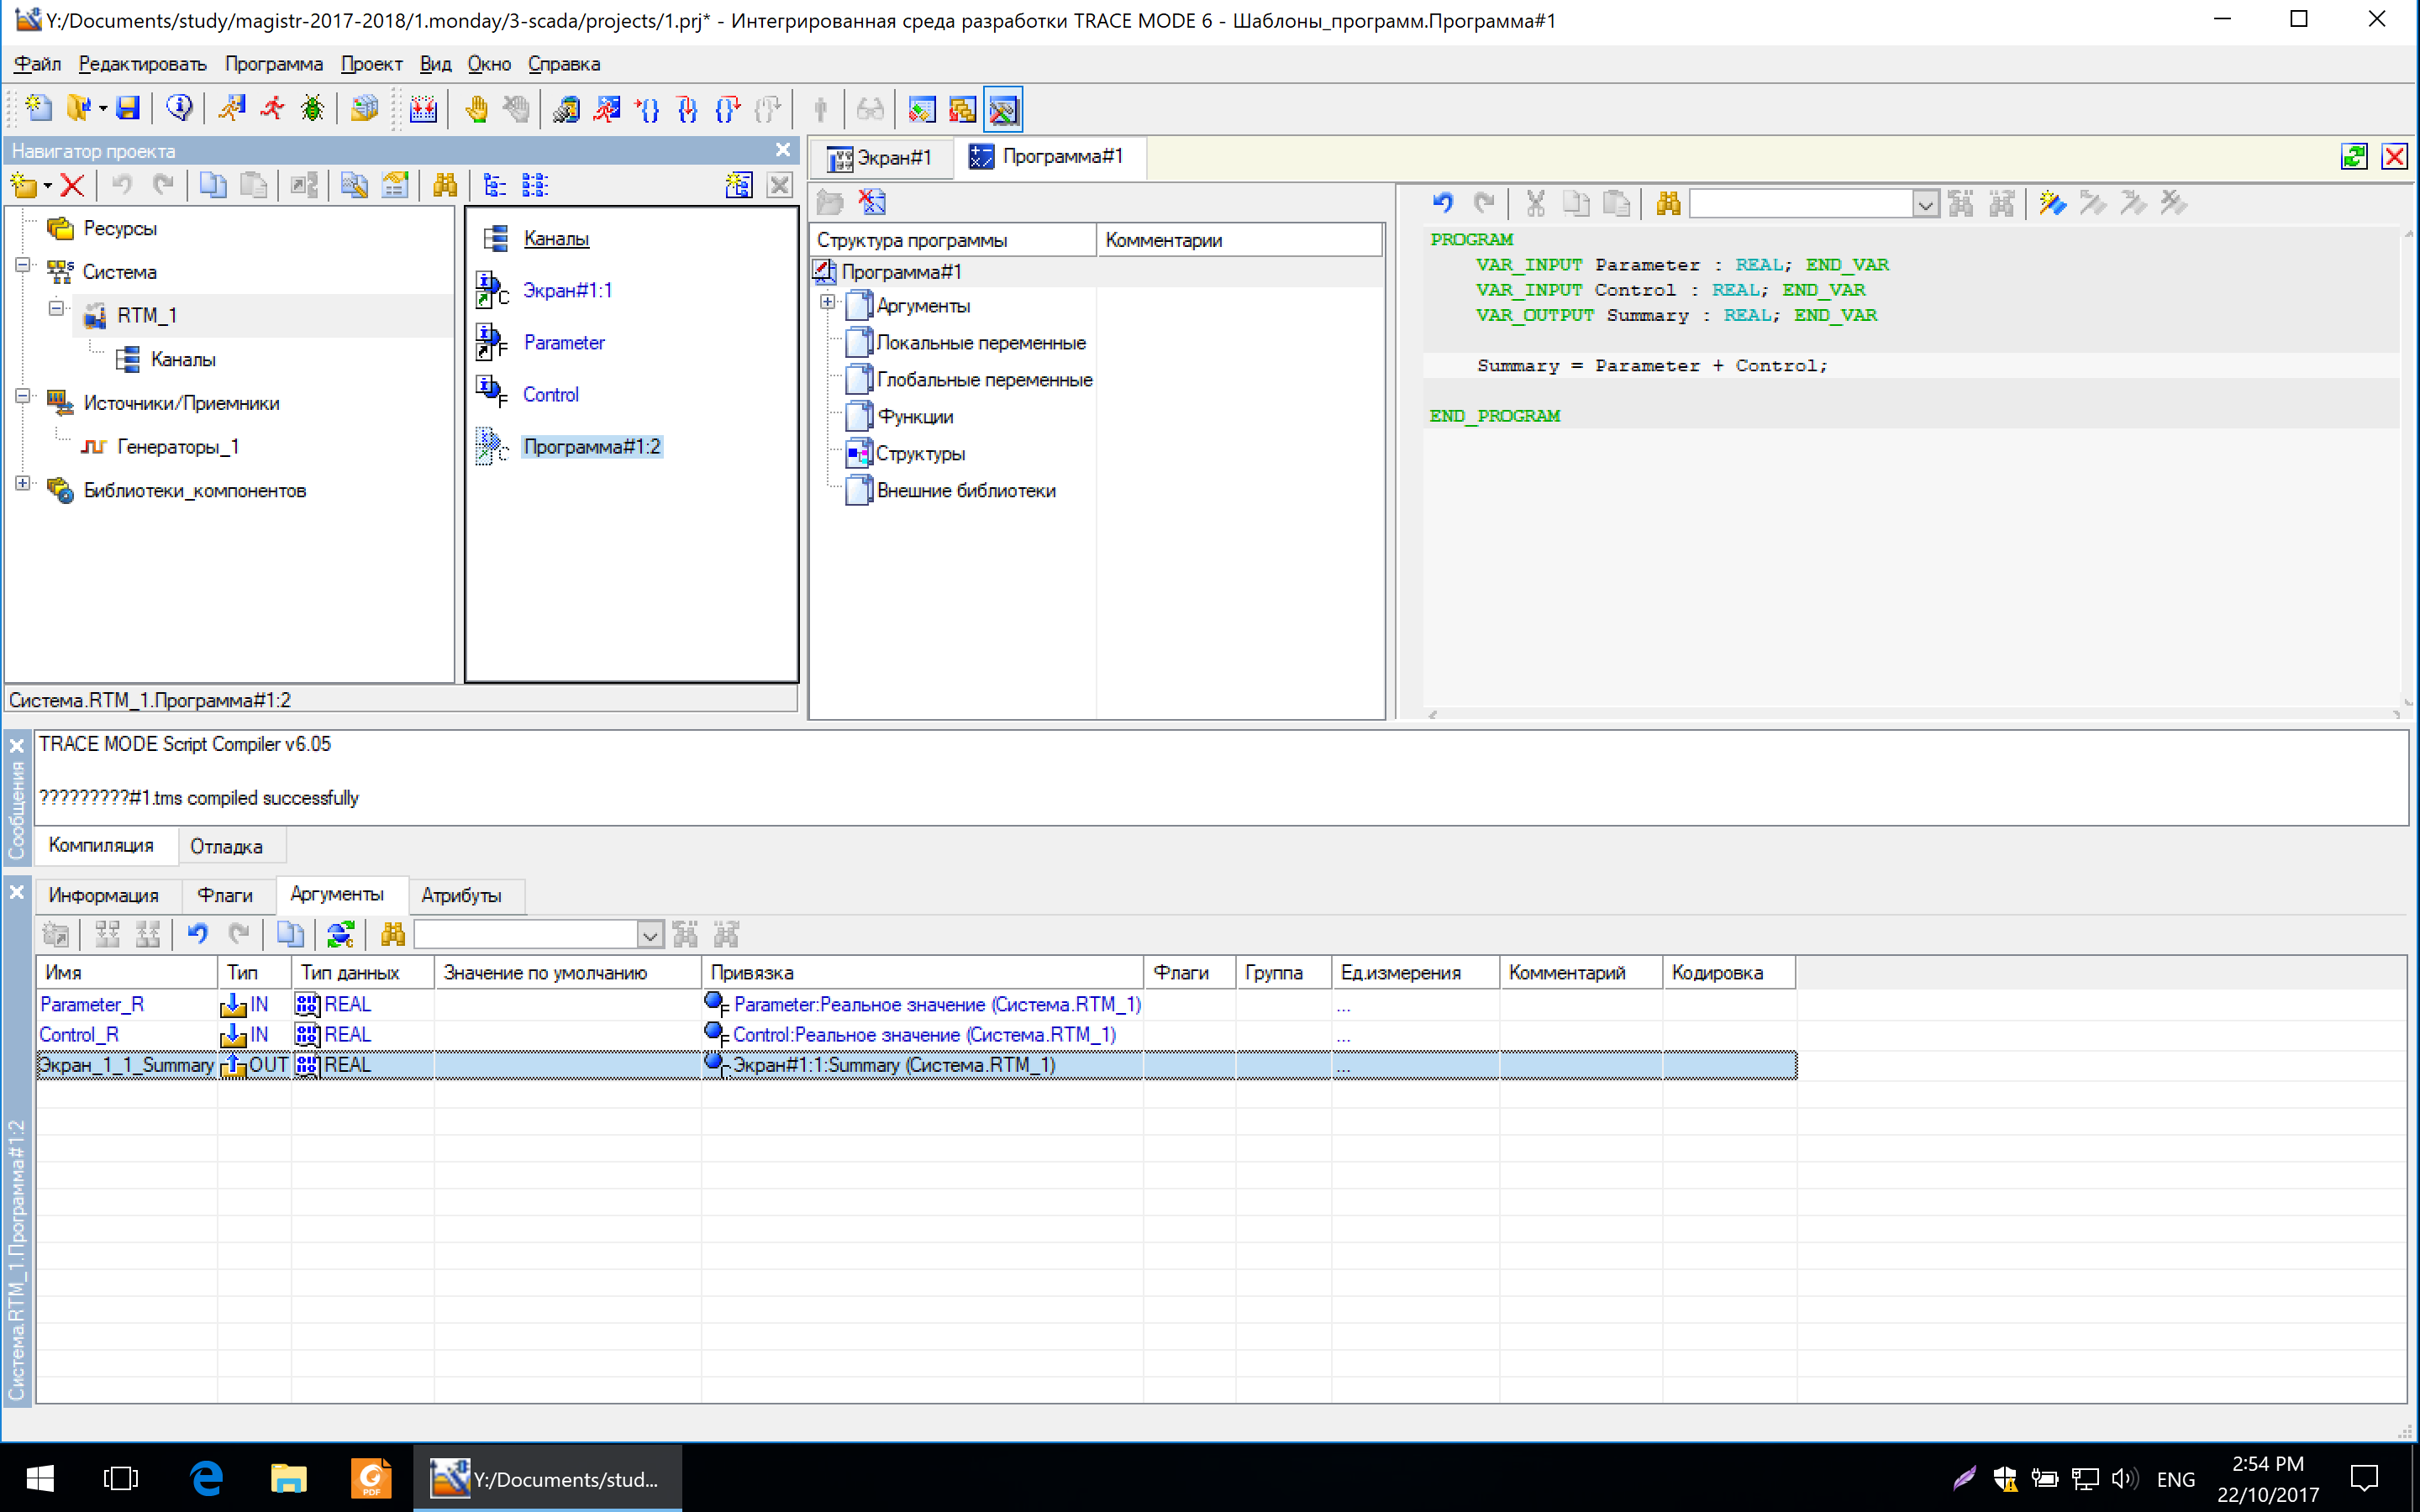 Y:/Documents/study/magistr-2017-2018/1.monday/3-scada/projects/1.prj* - Интегрированная среда разработки TRACE MODE 6 - Шаблоны_программ.Программа#1
Файл Редактировать Программа Проект Вид Окно Справка
Навигатор проекта
Экран#1 Программа#1
Ресурсы
Система
RTM_1
Каналы
Источники/Приемники
Генераторы_1
Библиотеки_компонентов
Каналы
Экран#1:1
Parameter
Control
Программа#1:2
Система.RTM_1.Программа#1:2
Структура программы Комментарии
Программа#1
Аргументы
Локальные переменные
Глобальные переменные
Функции
Структуры
Внешние библиотеки
PROGRAM
VAR_INPUT Parameter : REAL; END_VAR
VAR_INPUT Control : REAL; END_VAR
VAR_OUTPUT Summary : REAL; END_VAR
Summary = Parameter + Control;
END_PROGRAM
Сообщения
TRACE MODE Script Compiler v6.05
?????????#1.tms compiled successfully
Компиляция Отладка
Система.RTM_1.Программа#1:2
Информация Флаги Аргументы Атрибуты
Имя Тип Тип данных Значение по умолчанию Привязка Флаги Группа Ед.измерения Комментарий Кодировка
Parameter_R IN REAL Parameter:Реальное значение (Система.RTM_1) ...
Control_R IN REAL Control:Реальное значение (Система.RTM_1) ...
Экран_1_1_Summary OUT REAL Экран#1:1:Summary (Система.RTM_1) ...
Y:/Documents/stud...
ENG
2:54 PM
22/10/2017